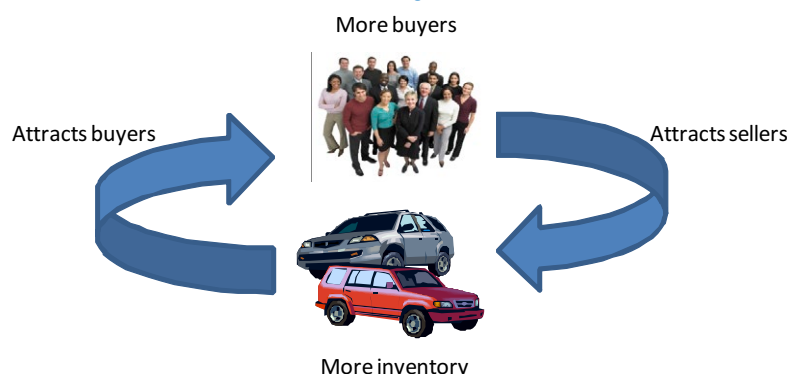 More buyers
Attracts buyers
Attracts sellers
More inventory